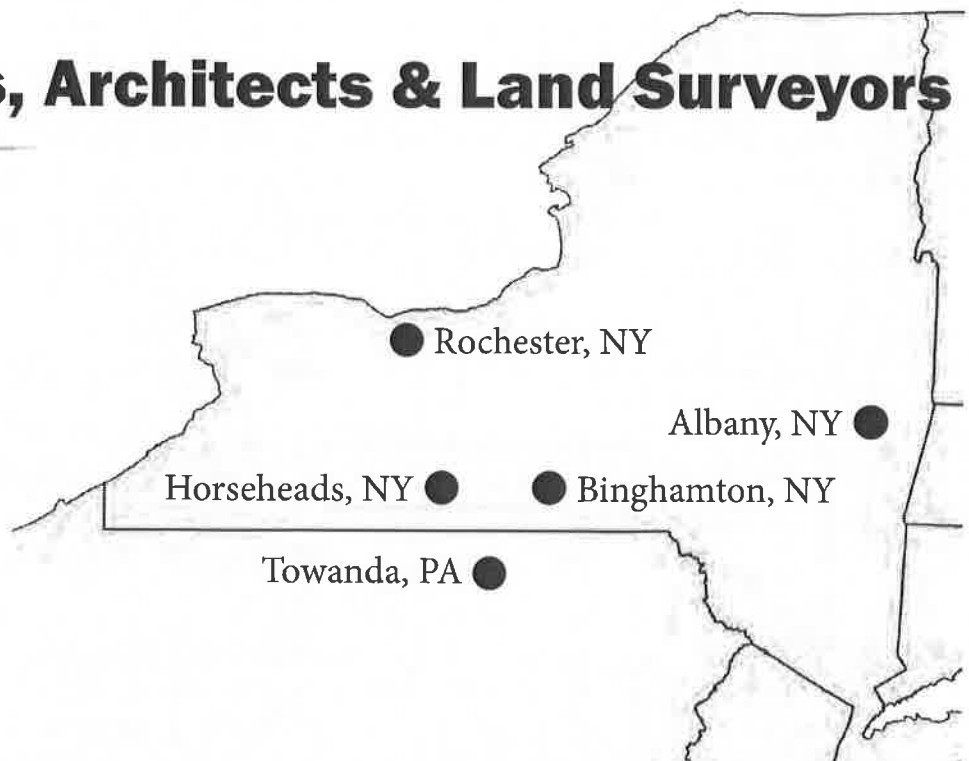 s, Architects & Land Surveyors
Rochester, NY
Albany, NY
Horseheads, NY
Binghamton, NY
Towanda, PA